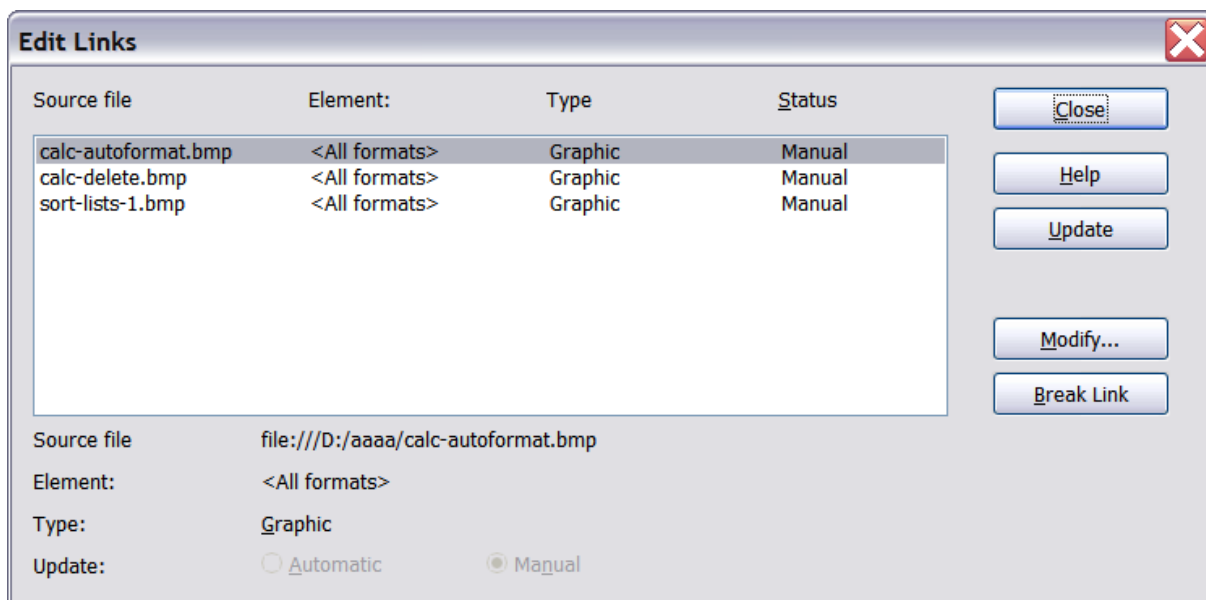 Edit Links
Source file Element: Type Status
calc-autoformat.bmp <All formats> Graphic Manual
calc-delete.bmp <All formats> Graphic Manual
sort-lists-1.bmp <All formats> Graphic Manual
Close
Help
Update
Modify...
Break Link
Source file file:///D:/aaaa/calc-autoformat.bmp
Element: <All formats>
Type: Graphic
Update: Automatic Manual